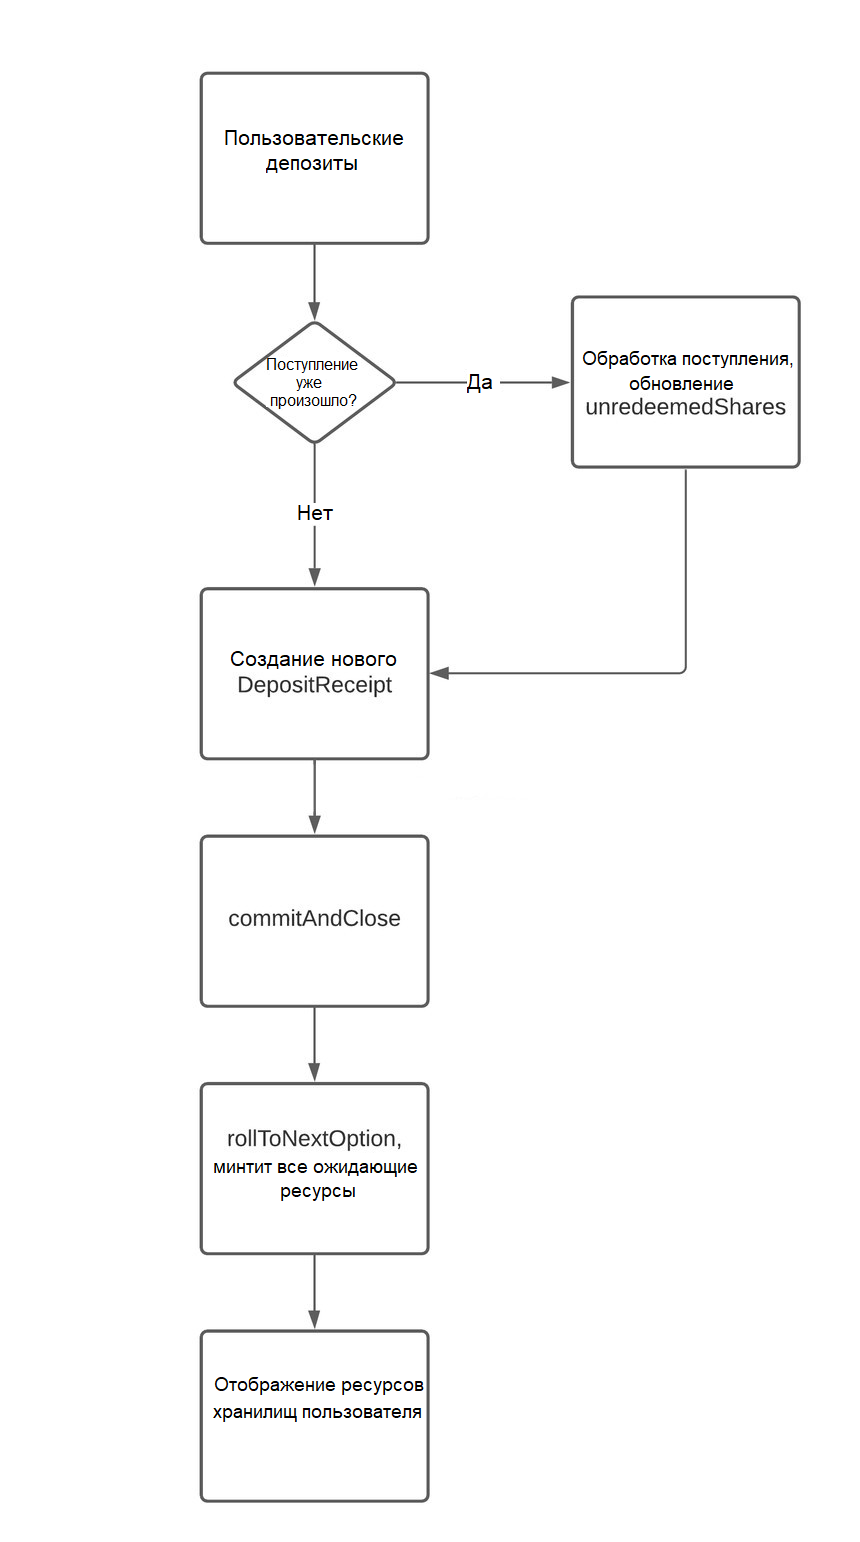 Пользовательские
депозиты
Поступление
уже
произошло?
Да
Обработка поступления,
обновление
unredeemedShares
Нет
Создание нового
DepositReceipt
commitAndClose
rollToNextOption,
минтит все ожидающие
ресурсы
Отображение ресурсов
хранилищ пользователя